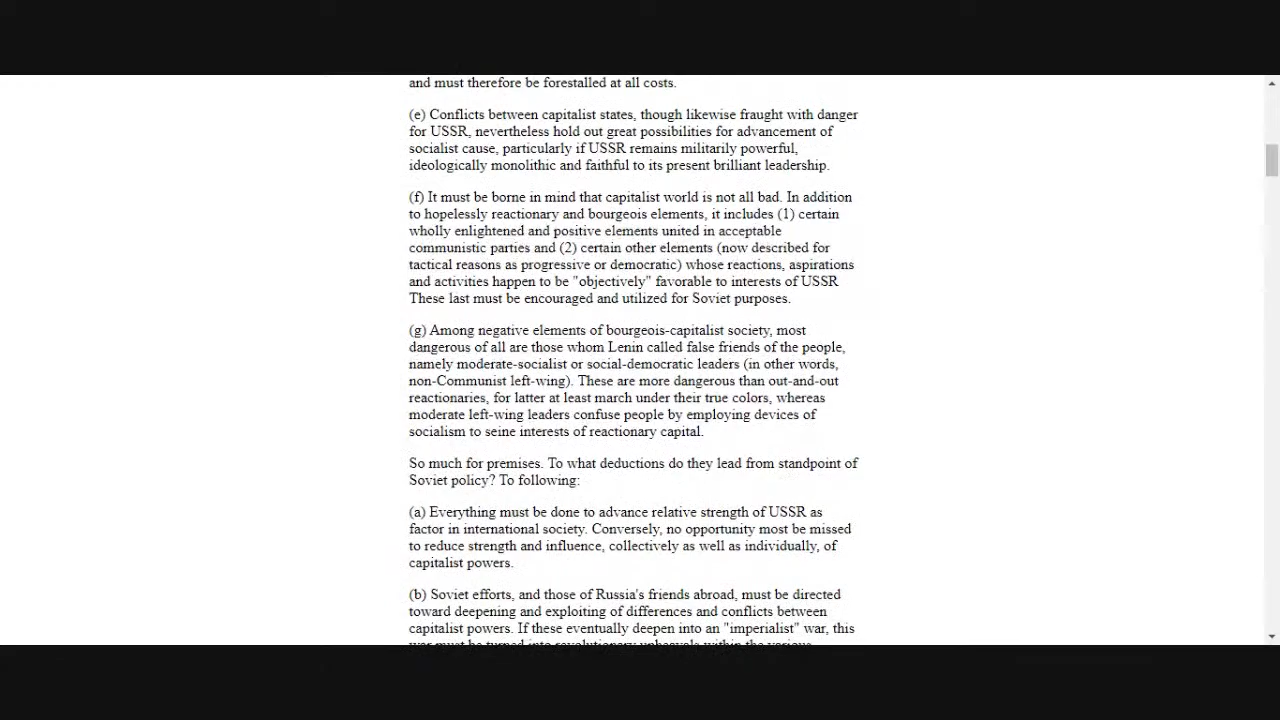 and must therefore be forestalled at all costs.
(e) Conflicts between capitalist states, though likewise fraught with danger
for USSR, nevertheless hold out great possibilities for advancement of
socialist cause, particularly if USSR remains militarily powerful,
ideologically monolithic and faithful to its present brilliant leadership.
(f) It must be borne in mind that capitalist world is not all bad. In addition
to hopelessly reactionary and bourgeois elements, it includes (1) certain
wholly enlightened and positive elements united in acceptable
communistic parties and (2) certain other elements (now described for
tactical reasons as progressive or democratic) whose reactions, aspirations
and activities happen to be "objectively" favorable to interests of USSR
These last must be encouraged and utilized for Soviet purposes.
(g) Among negative elements of bourgeois-capitalist society, most
dangerous of all are those whom Lenin called false friends of the people,
namely moderate-socialist or social-democratic leaders (in other words,
non-Communist left-wing). These are more dangerous than out-and-out
reactionaries, for latter at least march under their true colors, whereas
moderate left-wing leaders confuse people by employing devices of
socialism to seine interests of reactionary capital.
So much for premises. To what deductions do they lead from standpoint of
Soviet policy? To following:
(a) Everything must be done to advance relative strength of USSR as
factor in international society. Conversely, no opportunity most be missed
to reduce strength and influence, collectively as well as individually, of
capitalist powers.
(b) Soviet efforts, and those of Russia's friends abroad, must be directed
toward deepening and exploiting of differences and conflicts between
capitalist powers. If these eventually deepen into an "imperialist" war, this
war must be turned into revolutionary upheavals within the various